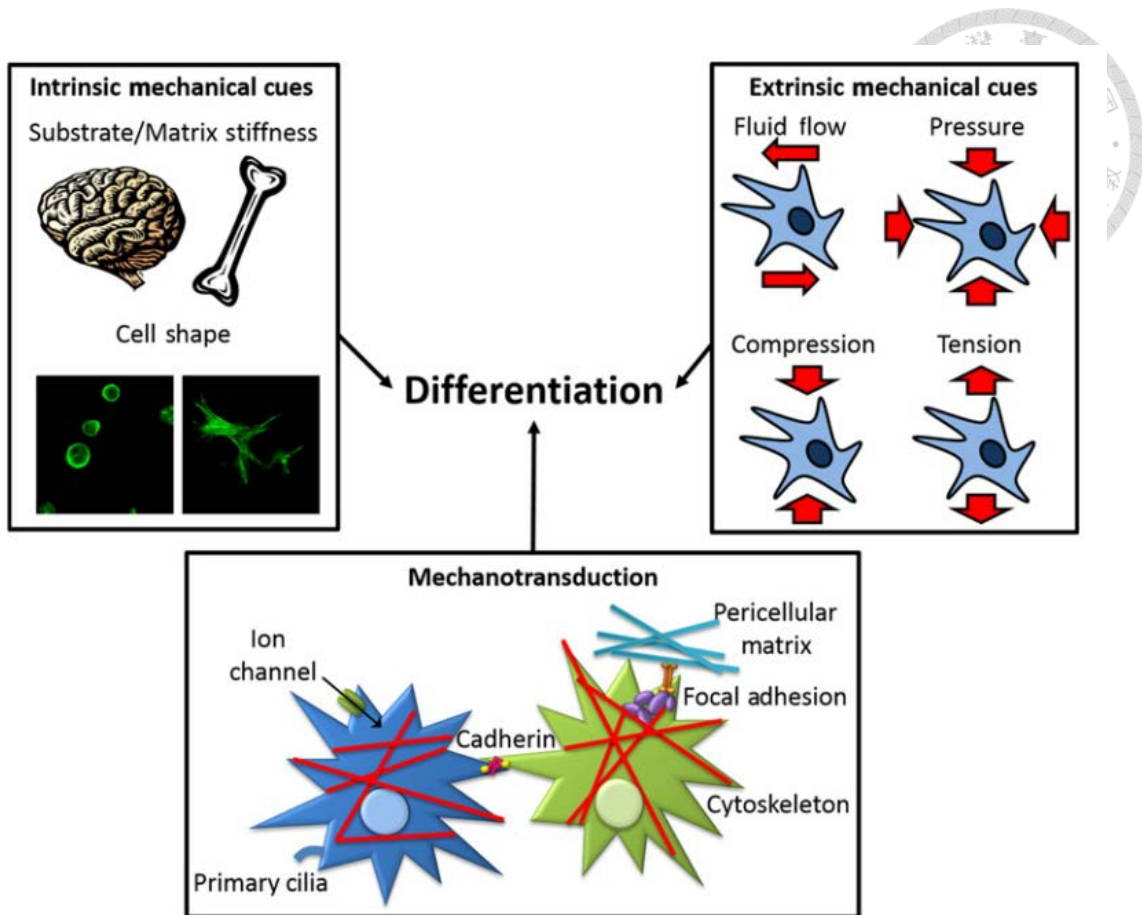 Intrinsic mechanical cues
Substrate/Matrix stiffness
Cell shape
Extrinsic mechanical cues
Fluid flow
Pressure
Compression
Tension
Differentiation
Mechanotransduction
Ion
channel
Cadherin
Primary cilia
Pericellular
matrix
Focal adhesion
Cytoskeleton